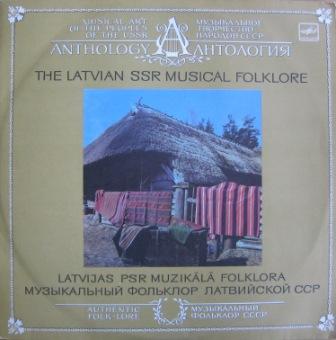 MUSICAL ART
OF THE PEOPLES
OF THE USSR
МУЗЫКАЛЬНОЕ
ТВОРЧЕСТВО
НАРОДОВ СССР
ANTHOLOGY
АНТОЛОГИЯ
THE LATVIAN SSR MUSICAL FOLKLORE
LATVIJAS PSR MUZIKĀLĀ FOLKLORA
МУЗЫКАЛЬНЫЙ ФОЛЬКЛОР ЛАТВИЙСКОЙ ССР
AUTHENTIC
FOLK-LORE
МУЗЫКАЛЬНЫЙ
ФОЛЬКЛОР СССР